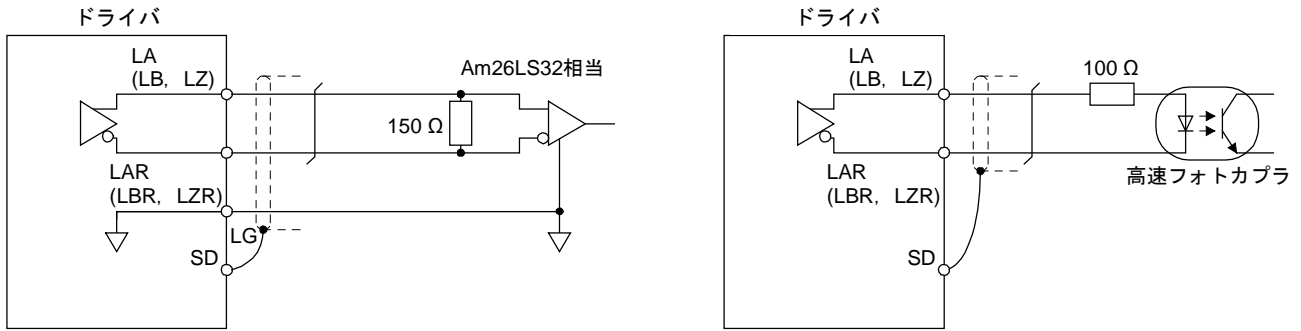 ドライバ
LA
(LB, LZ)
Am26LS32相当
150 Ω
LAR
(LBR, LZR)
LG
SD
ドライバ
LA
(LB, LZ)
100 Ω
高速フォトカプラ
LAR
(LBR, LZR)
SD